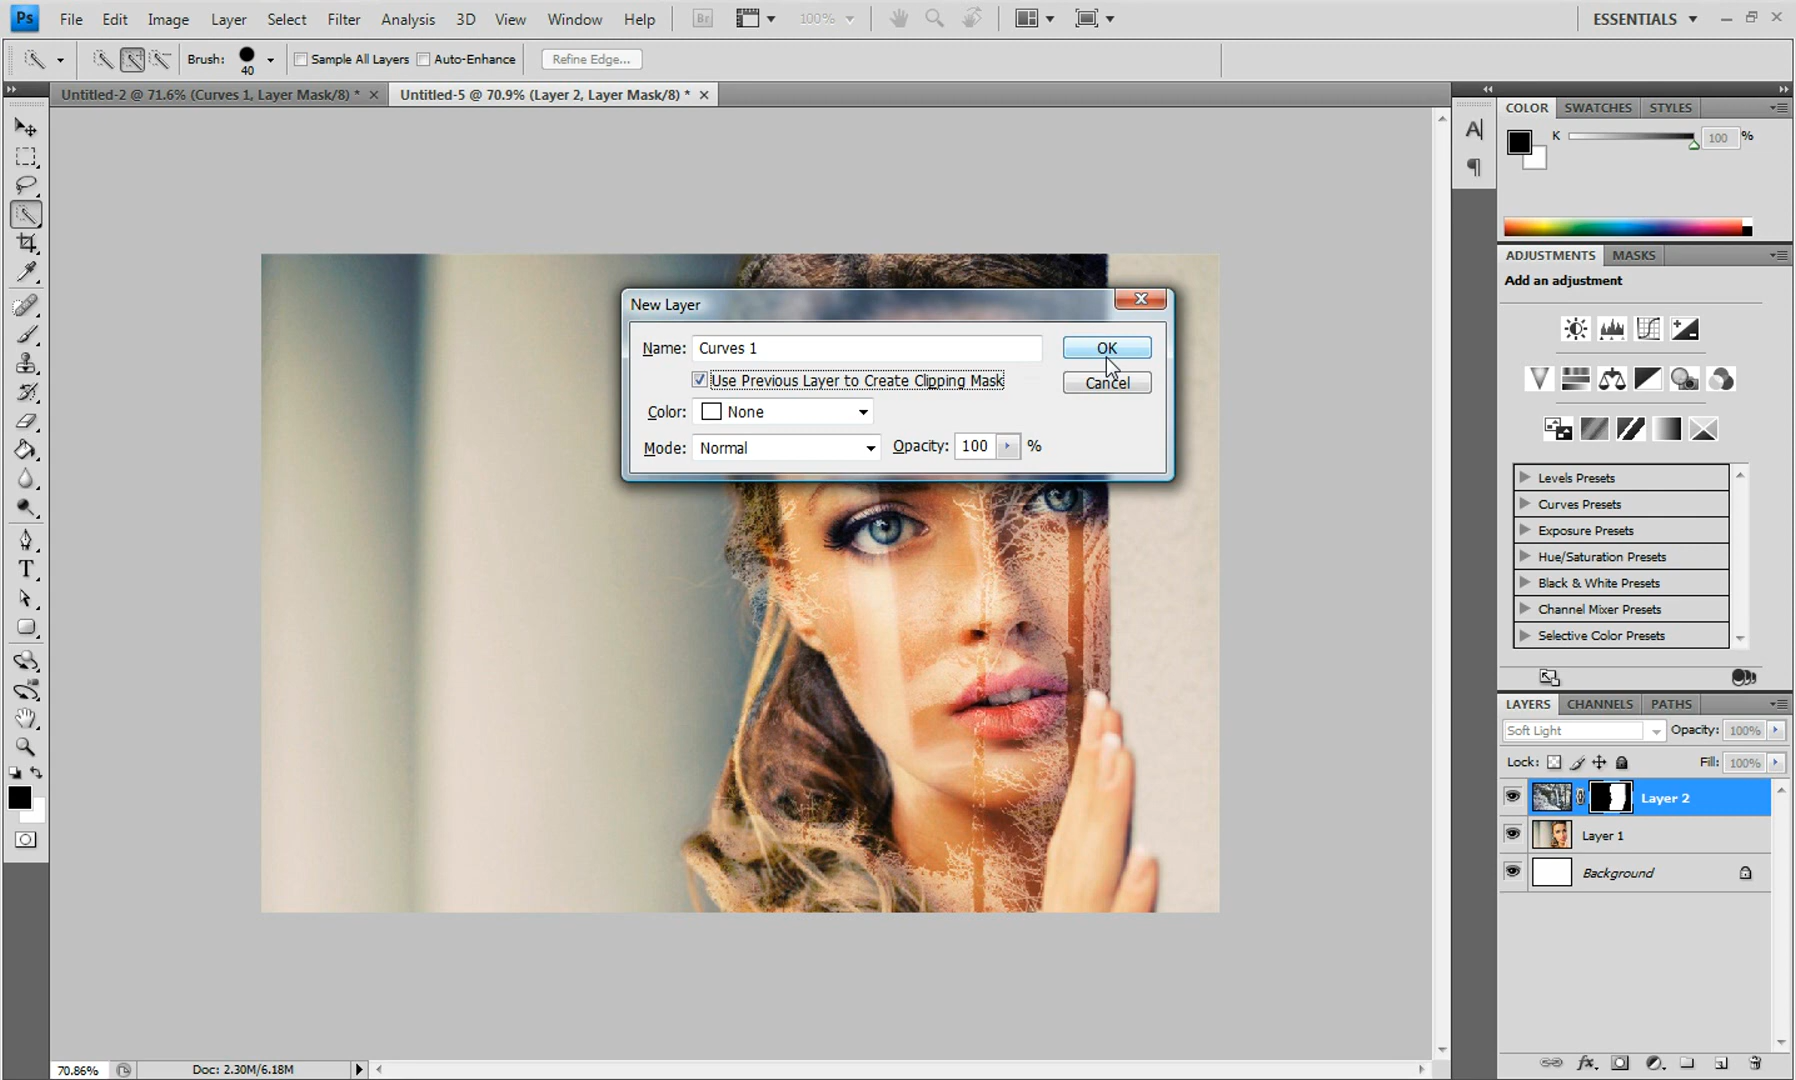 Ps File Edit Image Layer Select Filter Analysis 3D View Window Help Br 100% ESSENTIALS
Brush: 40 Sample All Layers Auto-Enhance Refine Edge...
Untitled-2 @ 71.6% (Curves 1, Layer Mask/8) * Untitled-5 @ 70.9% (Layer 2, Layer Mask/8) *
COLOR SWATCHES STYLES
K 100 %
ADJUSTMENTS MASKS
Add an adjustment
New Layer
Name: Curves 1 OK
Use Previous Layer to Create Clipping Mask Cancel
Color: None
Mode: Normal Opacity: 100 %
Levels Presets
Curves Presets
Exposure Presets
Hue/Saturation Presets
Black & White Presets
Channel Mixer Presets
Selective Color Presets
LAYERS CHANNELS PATHS
Soft Light Opacity: 100%
Lock: Fill: 100%
Layer 2
Layer 1
Background
70.86% Doc: 2.30M/6.18M